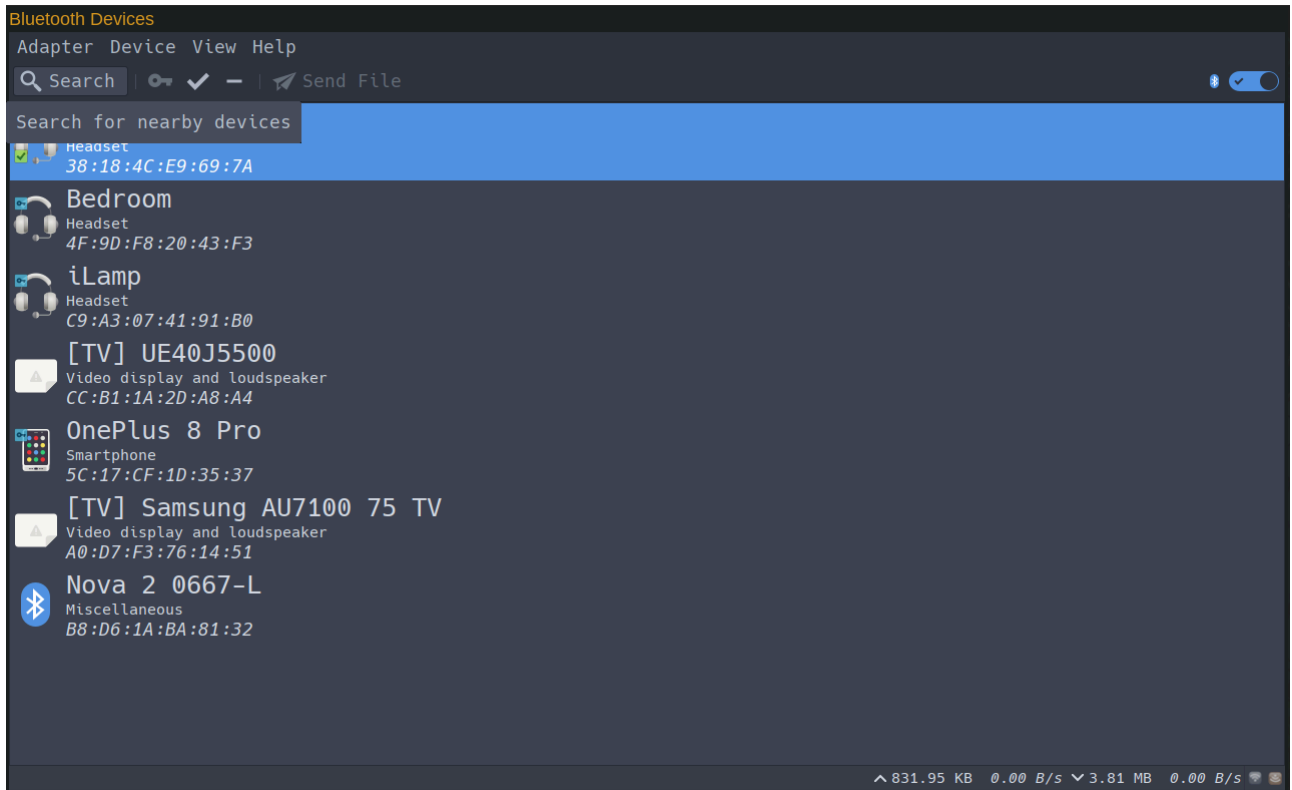 Bluetooth Devices
Adapter Device View Help
Search Send File
Search for nearby devices
Headset
38:18:4C:E9:69:7A
Bedroom
Headset
4F:9D:F8:20:43:F3
iLamp
Headset
C9:A3:07:41:91:B0
[TV] UE40J5500
Video display and loudspeaker
CC:B1:1A:2D:A8:A4
OnePlus 8 Pro
Smartphone
5C:17:CF:1D:35:37
[TV] Samsung AU7100 75 TV
Video display and loudspeaker
A0:D7:F3:76:14:51
Nova 2 0667-L
Miscellaneous
B8:D6:1A:BA:81:32
831.95 KB 0.00 B/s 3.81 MB 0.00 B/s